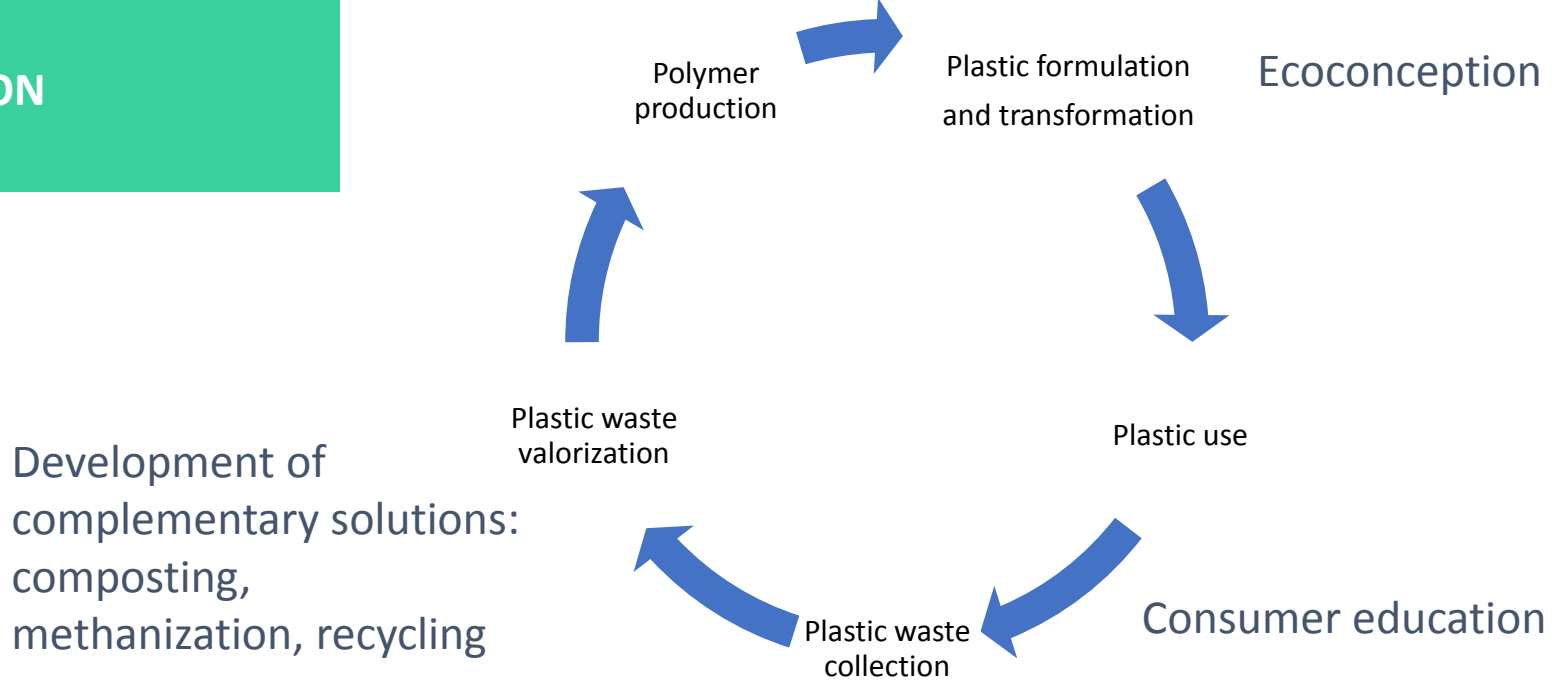 ON
Polymer
production
Plastic formulation
and transformation
Ecoconception
Plastic waste
valorization
Plastic use
Development of
complementary solutions:
composting,
methanization, recycling
Plastic waste
collection
Consumer education